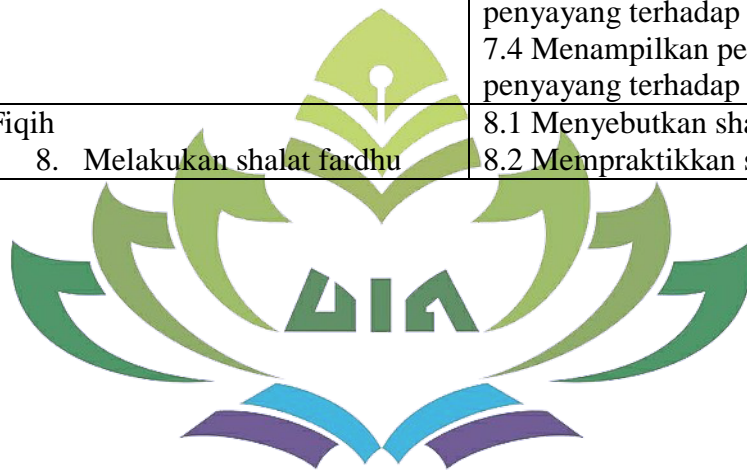 penyayang terhadap
7.4 Menampilkan pe
penyayang terhadap
Fiqih
8. Melakukan shalat fardhu
8.1 Menyebutkan sha
8.2 Mempraktikkan s
UIN